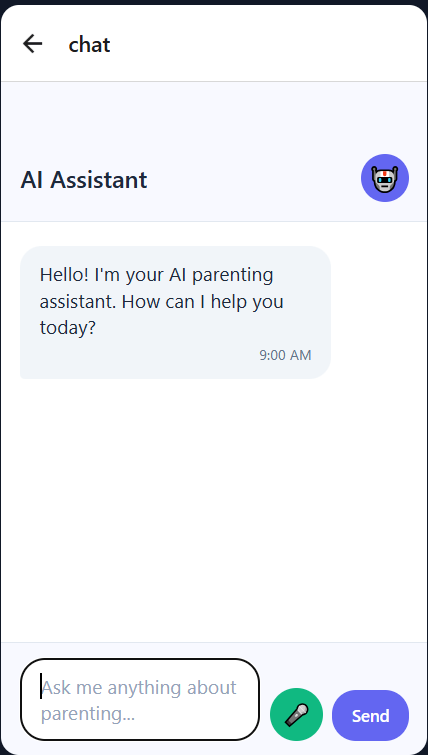 chat
AI Assistant
Hello! I'm your AI parenting
assistant. How can I help you
today?
9:00 AM
Ask me anything about
parenting...
Send